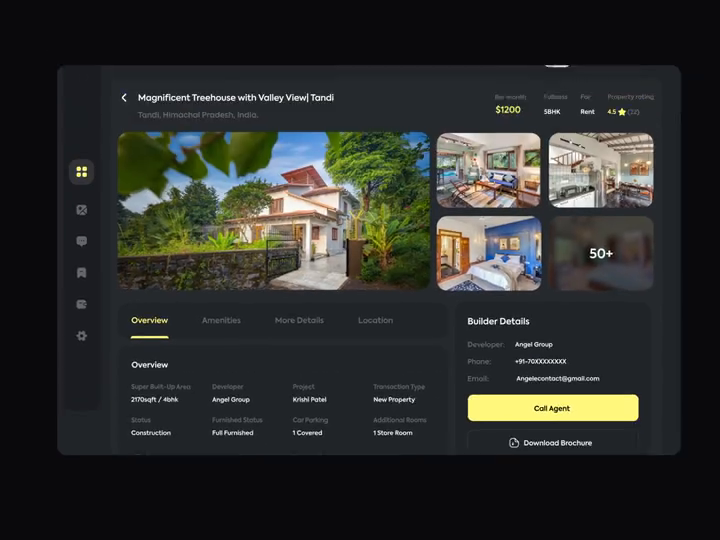 Magnificent Treehouse with Valley View| Tandi
Tandi, Himachal Pradesh, India.
Per month
$1200
5BHK
For
Rent
Property rating
4.5
50+
Overview
Amenities
More Details
Location
Overview
Super Built-Up Area
2170sqft / 4bhk
Developer
Angel Group
Project
Krishi Patel
Transaction Type
New Property
Status
Construction
Furnished Status
Full Furnished
Car Parking
1 Covered
Additional Rooms
1 Store Room
Builder Details
Developer:
Angel Group
Phone:
+91-70XXXXXXXX
Email:
Angelecontact@gmail.com
Call Agent
Download Brochure